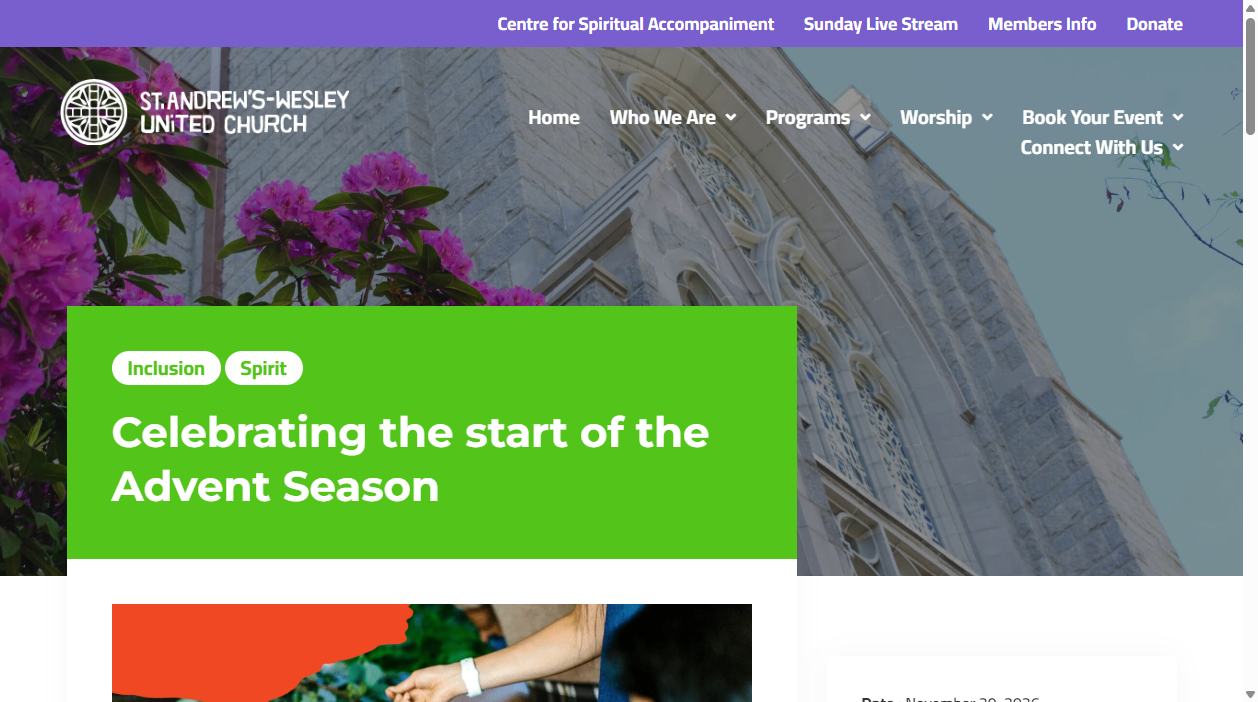 Centre for Spiritual Accompaniment Sunday Live Stream Members Info Donate
ST. ANDREW'S-WESLEY
UNITED CHURCH
Home Who We Are Programs Worship Book Your Event
Connect With Us
Inclusion Spirit
Celebrating the start of the
Advent Season